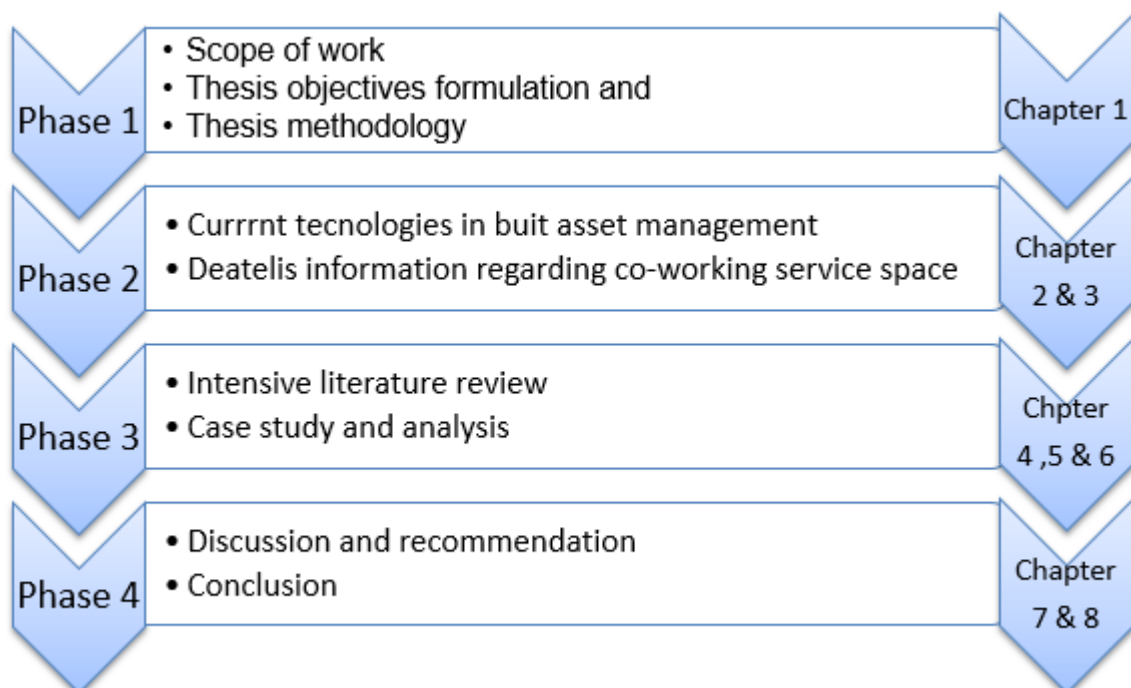 Phase 1
• Scope of work
• Thesis objectives formulation and
• Thesis methodology
Chapter 1
Phase 2
• Currrnt tecnologies in buit asset management
• Deatelis information regarding co-working service space
Chapter
2 & 3
Phase 3
• Intensive literature review
• Case study and analysis
Chpter
4 ,5 & 6
Phase 4
• Discussion and recommendation
• Conclusion
Chapter
7 & 8